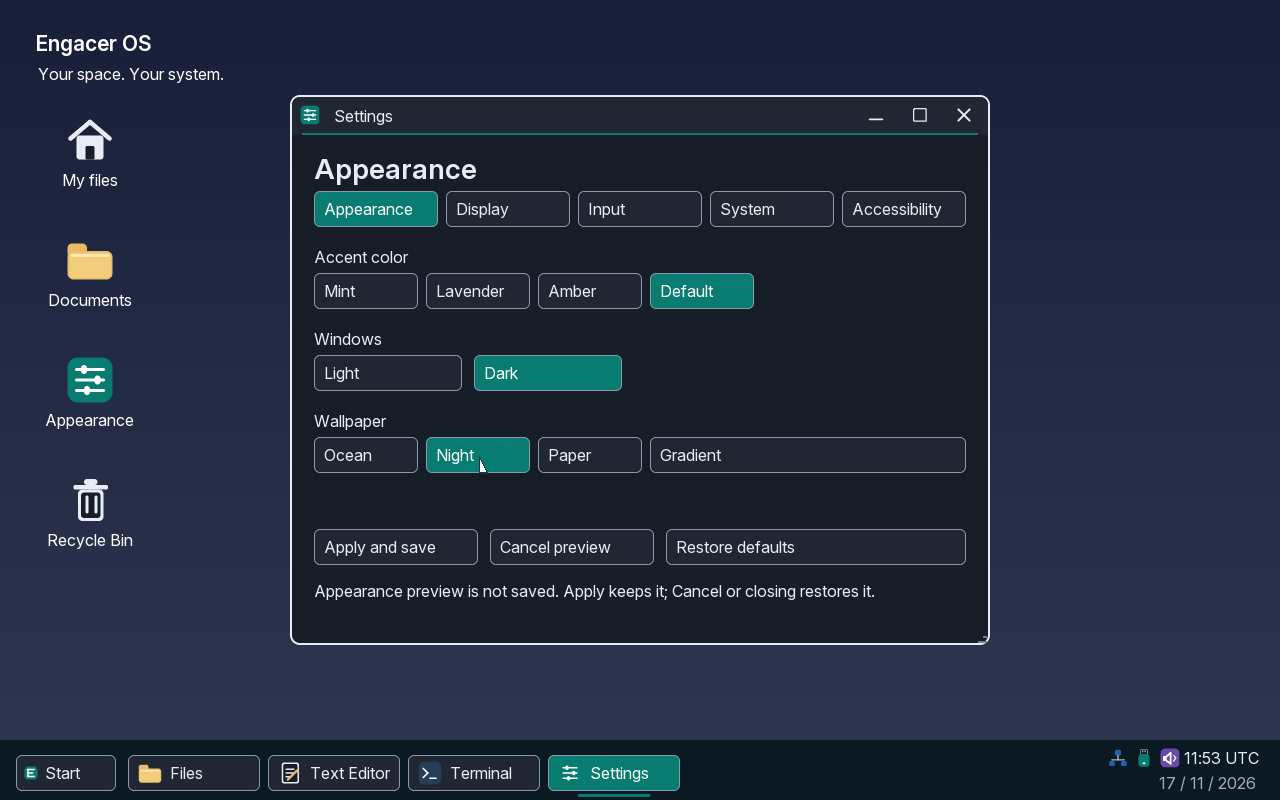 Engacer OS
Your space. Your system.
My files
Documents
Appearance
Recycle Bin
Settings
Appearance
Appearance
Display
Input
System
Accessibility
Accent color
Mint
Lavender
Amber
Default
Windows
Light
Dark
Wallpaper
Ocean
Night
Paper
Gradient
Apply and save
Cancel preview
Restore defaults
Appearance preview is not saved. Apply keeps it; Cancel or closing restores it.
E Start
Files
Text Editor
Terminal
Settings
11:53 UTC
17 / 11 / 2026